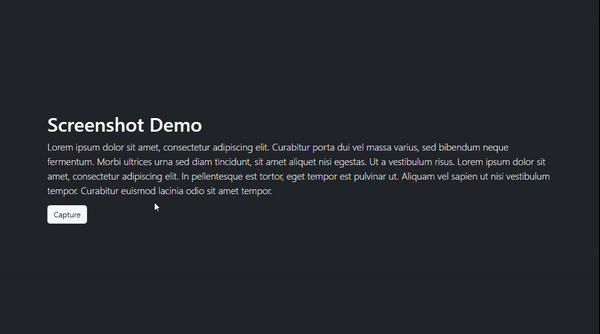 Screenshot Demo
Lorem ipsum dolor sit amet, consectetur adipiscing elit. Curabitur porta dui vel massa varius, sed bibendum neque
fermentum. Morbi ultrices urna sed diam tincidunt, sit amet aliquet nisi egestas. Ut a vestibulum risus. Lorem ipsum dolor sit
amet, consectetur adipiscing elit. In pellentesque est tortor, eget tempor est pulvinar ut. Aliquam vel sapien ut nisi vestibulum
tempor. Curabitur euismod lacinia odio sit amet tempor.
Capture